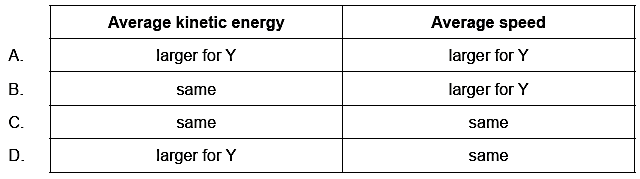 Average kinetic energy Average speed
A. larger for Y larger for Y
B. same larger for Y
C. same same
D. larger for Y same